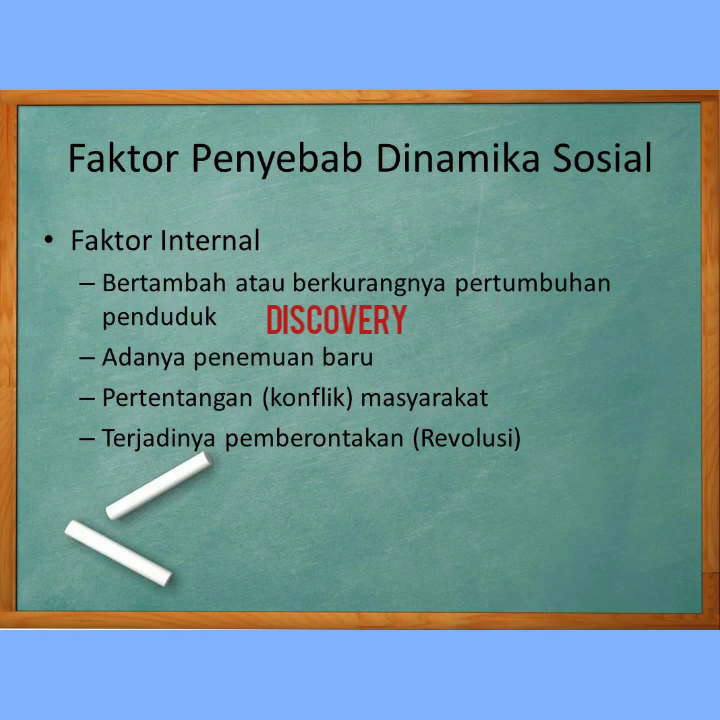 Faktor Penyebab Dinamika Sosial
• Faktor Internal
– Bertambah atau berkurangnya pertumbuhan
penduduk
DISCOVERY
– Adanya penemuan baru
– Pertentangan (konflik) masyarakat
– Terjadinya pemberontakan (Revolusi)